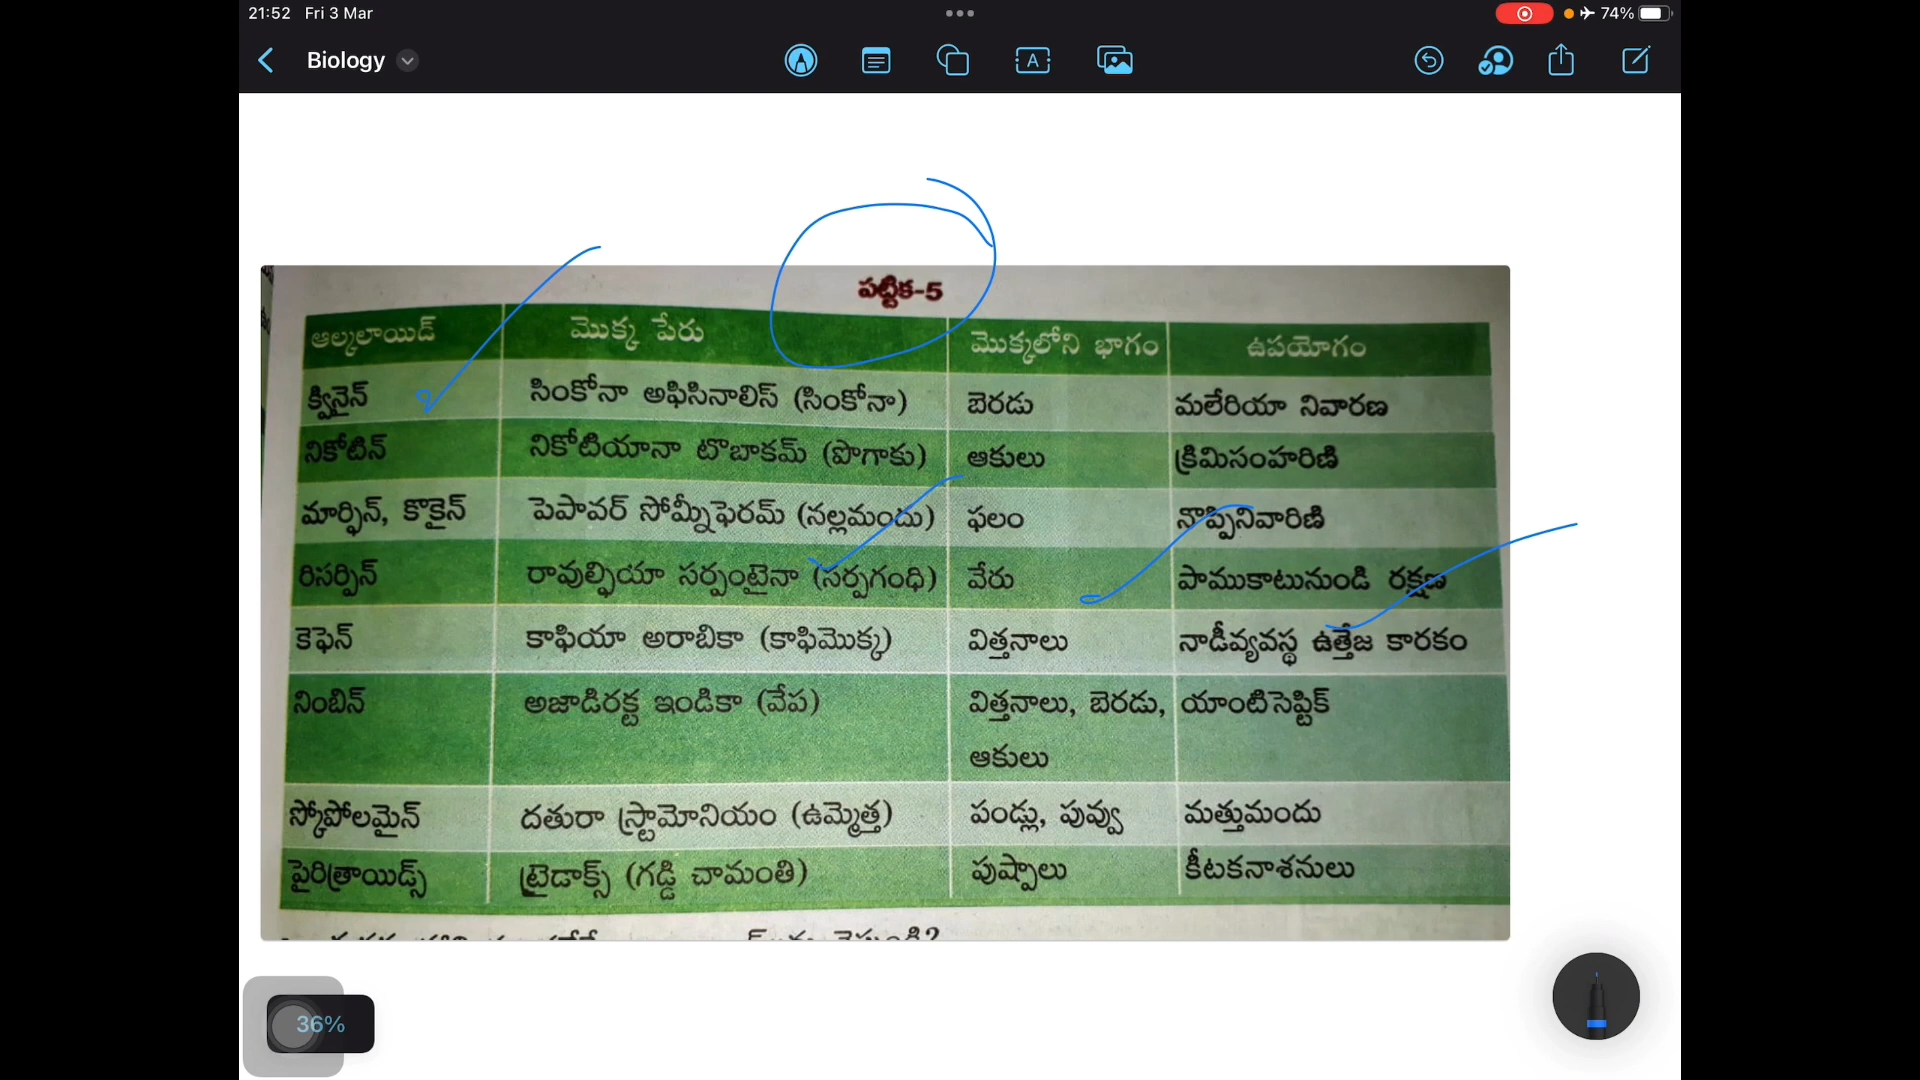 21:52 Fri 3 Mar 74%
Biology
పట్టిక-5
ఆల్కలాయిడ్ మొక్క పేరు మొక్కలోని భాగం ఉపయోగం
క్వినైన్ సింకోనా అఫిసినాలిస్ (సింకోనా) బెరడు మలేరియా నివారణ
నికోటిన్ నికోటియానా టొబాకమ్ (పొగాకు) ఆకులు క్రిమిసంహారిణి
మార్ఫిన్, కొకైన్ పెపావర్ సోమ్నిఫెరమ్ (నల్లమందు) ఫలం నొప్పినివారిణి
రిసర్పిన్ రావుల్ఫియా సర్పంటైనా (సర్పగంధి) వేరు పాముకాటునుండి రక్షణ
కెఫెన్ కాఫియా అరాబికా (కాఫిమొక్క) విత్తనాలు నాడీవ్యవస్థ ఉత్తేజ కారకం
నింబిన్ అజాడిరక్ట ఇండికా (వేప) విత్తనాలు, బెరడు, యాంటిసెప్టిక్
ఆకులు
స్కోపోలమైన్ దతురా స్ట్రామోనియం (ఉమ్మెత్త) పండ్లు, పువ్వు మత్తుమందు
పైరిత్రాయిడ్స్ ట్రైడాక్స్ (గడ్డి చామంతి) పుష్పాలు కీటకనాశనులు
36%